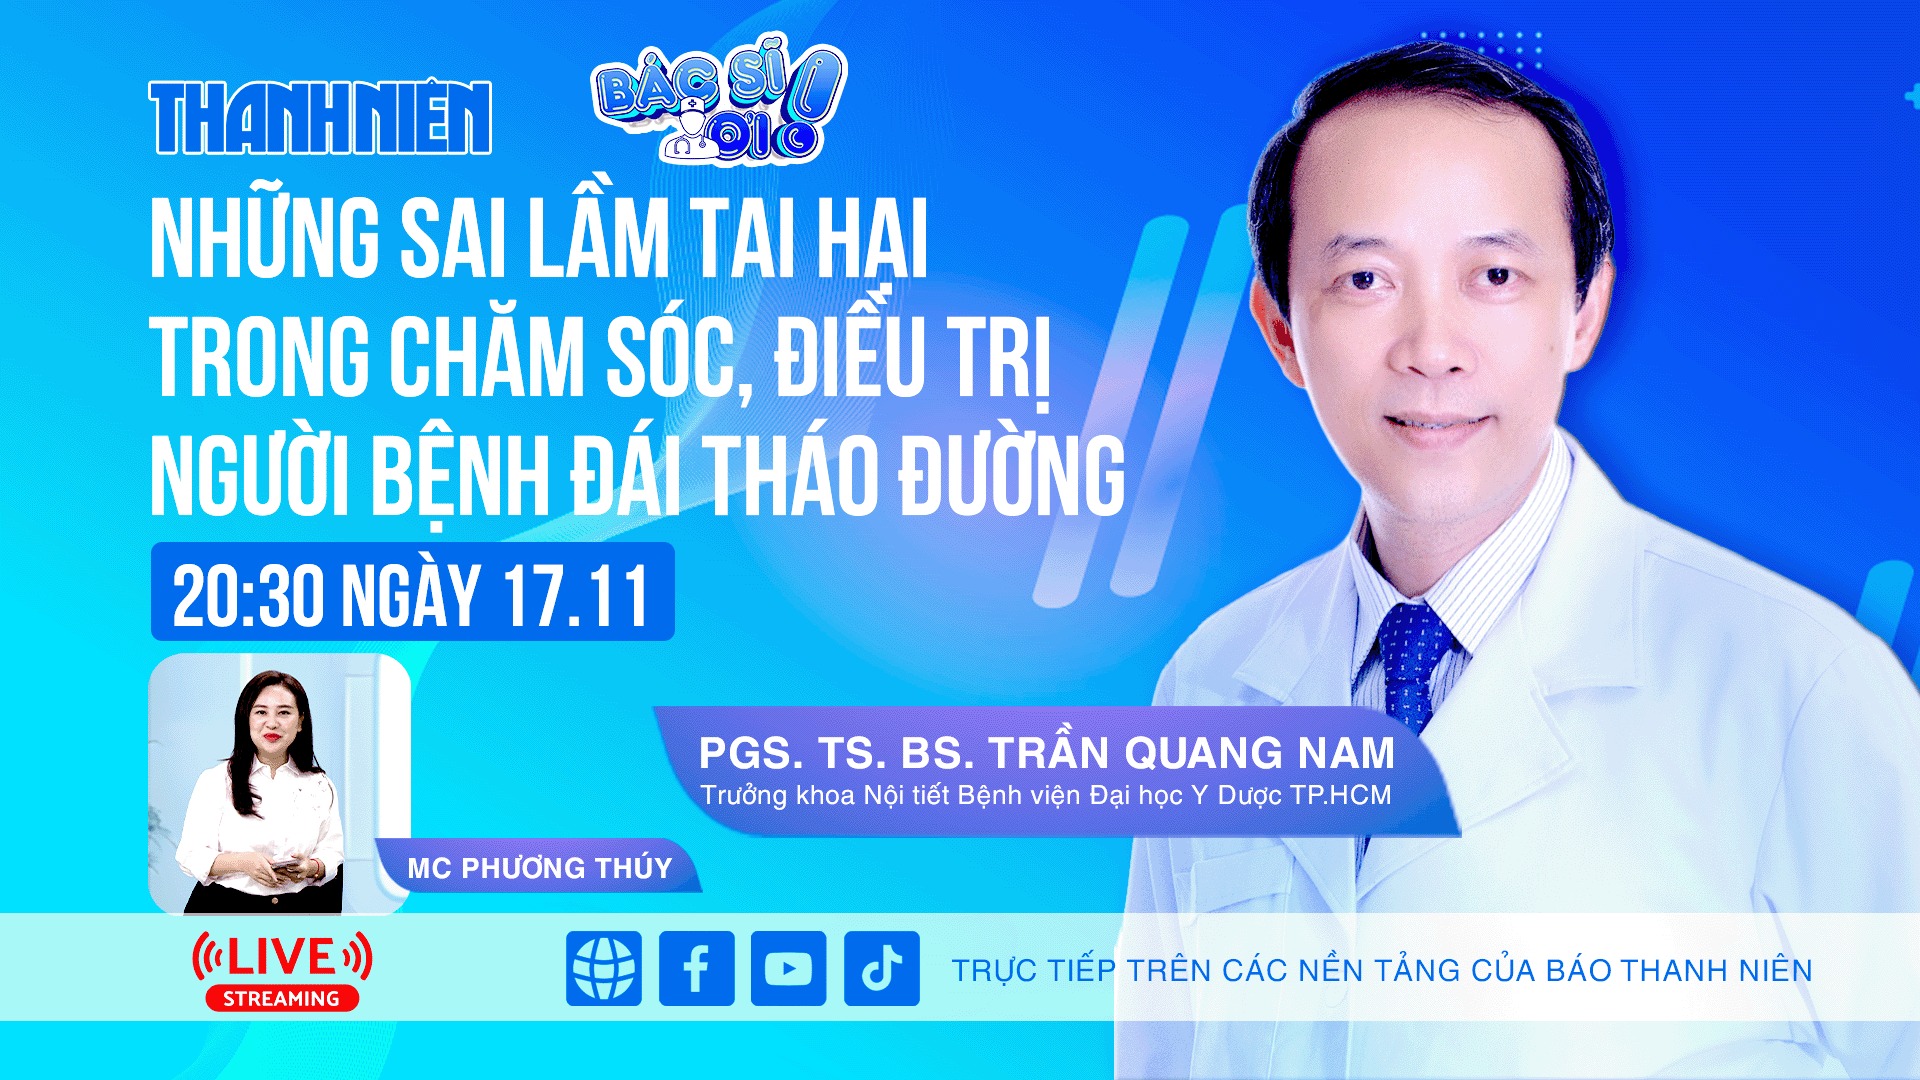 THANH NIÊN
BÁC SĨ ƠI
NHỮNG SAI LẦM TAI HẠI
TRONG CHĂM SÓC, ĐIỀU TRỊ
NGƯỜI BỆNH ĐÁI THÁO ĐƯỜNG
20:30 NGÀY 17.11
PGS. TS. BS. TRẦN QUANG NAM
Trưởng khoa Nội tiết Bệnh viện Đại học Y Dược TP.HCM
MC PHƯƠNG THÚY
LIVE
STREAMING
TRỰC TIẾP TRÊN CÁC NỀN TẢNG CỦA BÁO THANH NIÊN